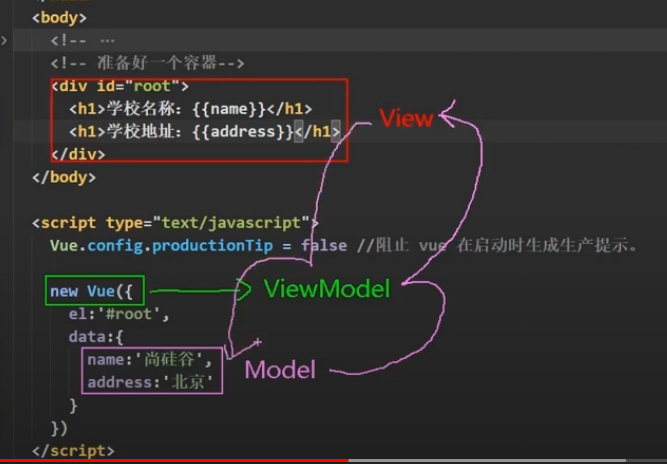 <body>
<!-- ...
<!-- 准备好一个容器-->
<div id="root">
<h1>学校名称：{{name}}</h1>
<h1>学校地址：{{address}}</h1>
</div>
View
</body>
<script type="text/javascript">
Vue.config.productionTip = false //阻止 vue 在启动时生成生产提示。
new Vue({
ViewModel
el:'#root',
data:{
name:'尚硅谷',
address:'北京'
Model
}
})
</script>